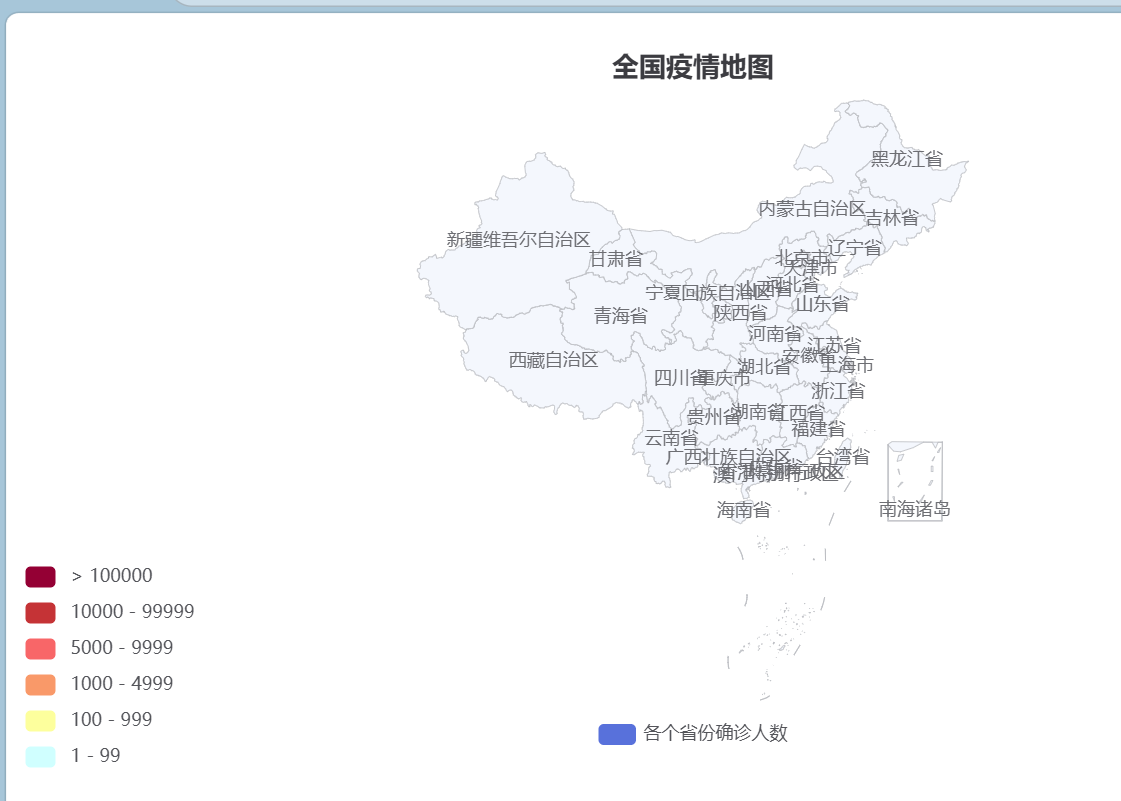 全国疫情地图
黑龙江省
内蒙古自治区
吉林省
新疆维吾尔自治区
辽宁省
甘肃省
北京市
天津市
河北省
宁夏回族自治区
山西省
青海省
陕西省
山东省
河南省
江苏省
安徽省
西藏自治区
湖北省
上海市
四川省
重庆市
浙江省
贵州省
湖南省
江西省
云南省
福建省
广西壮族自治区
台湾省
海南省
南海诸岛
> 100000
10000 - 99999
5000 - 9999
1000 - 4999
100 - 999
1 - 99
各个省份确诊人数